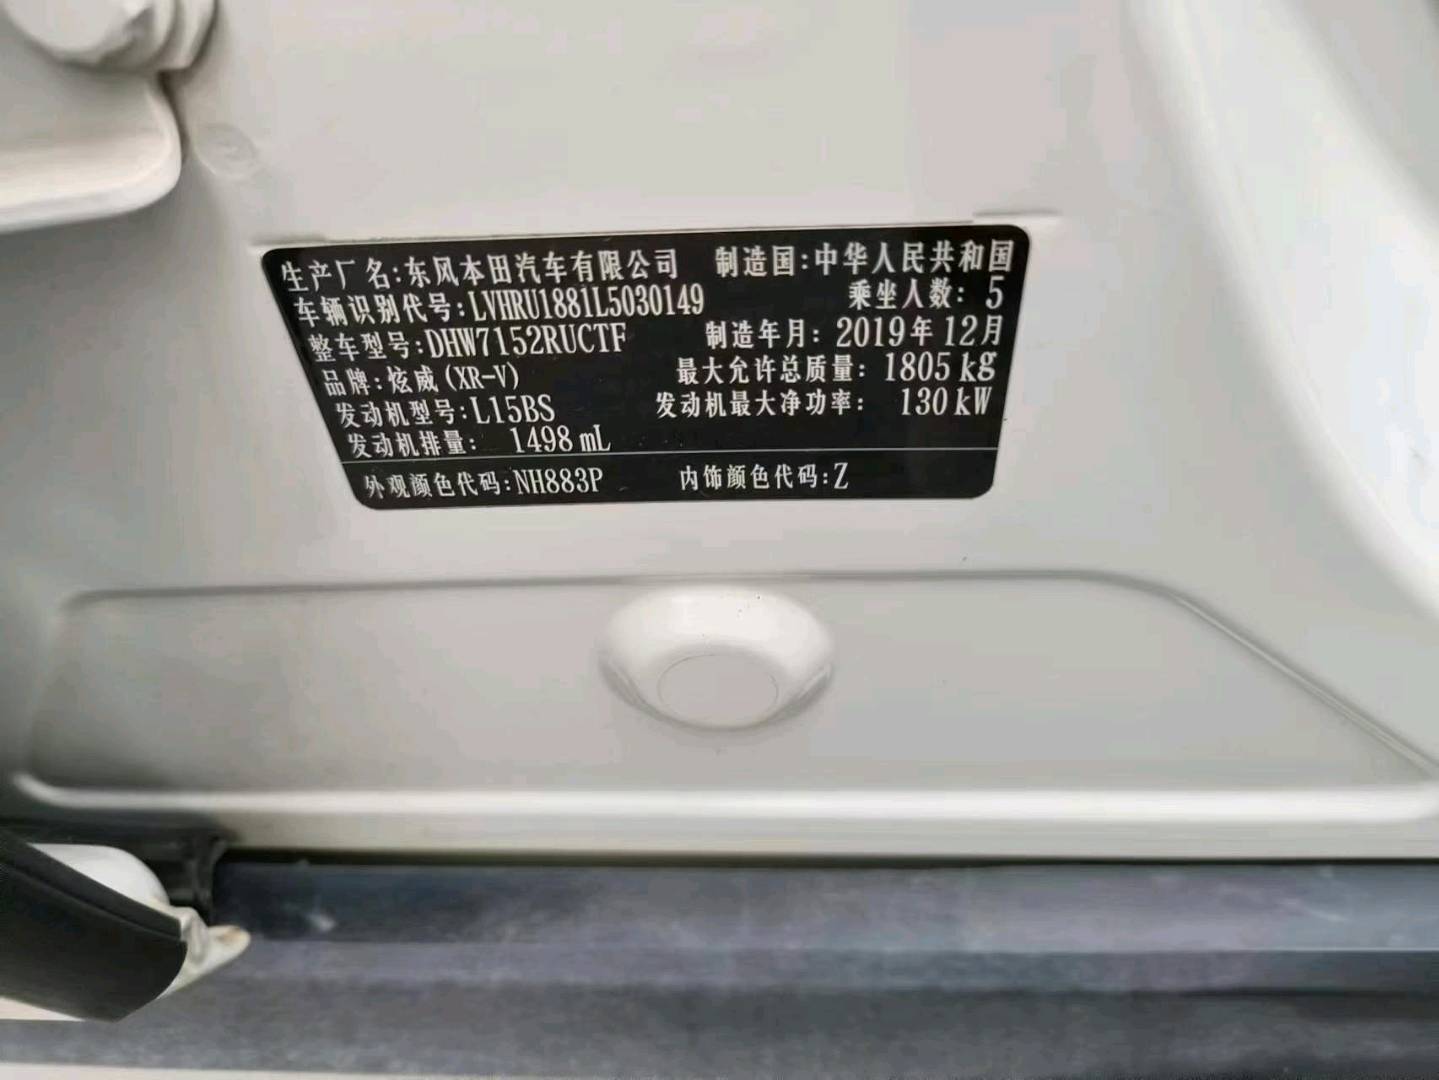 生产厂名:东风本田汽车有限公司 制造国:中华人民共和国
车辆识别代号:LVHRU1881L5030149 乘坐人数: 5
整车型号:DHW7152RUCTF 制造年月: 2019年12月
品牌:炫威(XR-V) 最大允许总质量: 1805 kg
发动机型号:L15BS 发动机最大净功率: 130 kW
发动机排量: 1498 mL
外观颜色代码:NH883P 内饰颜色代码:Z